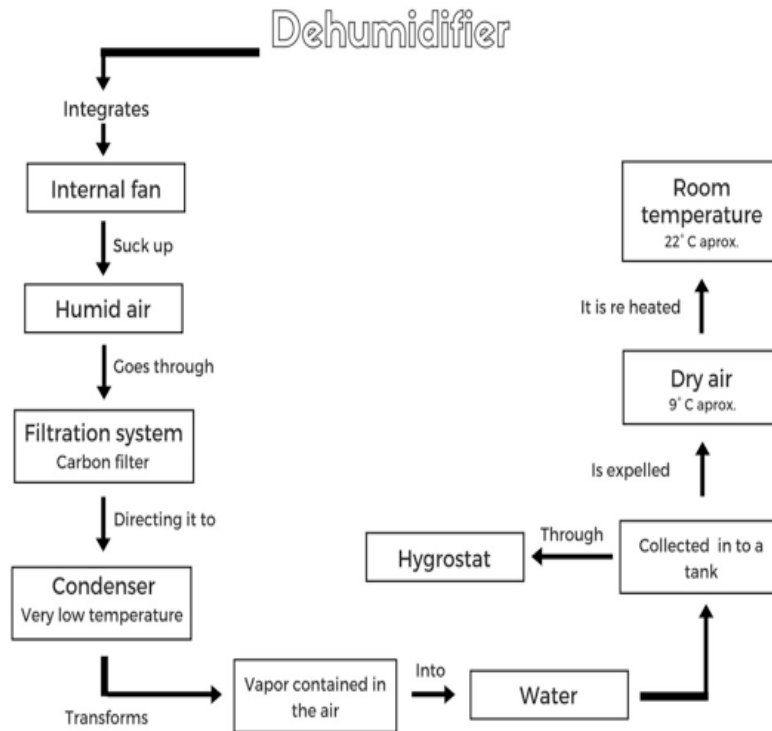 Dehumidifier
Integrates
Internal fan
Suck up
Humid air
Goes through
Filtration system
Carbon filter
Directing it to
Condenser
Very low temperature
Transforms
Vapor contained in
the air
Into
Water
Collected in to a
tank
Through
Hygrostat
Is expelled
Dry air
9° C aprox.
It is re heated
Room
temperature
22° C aprox.